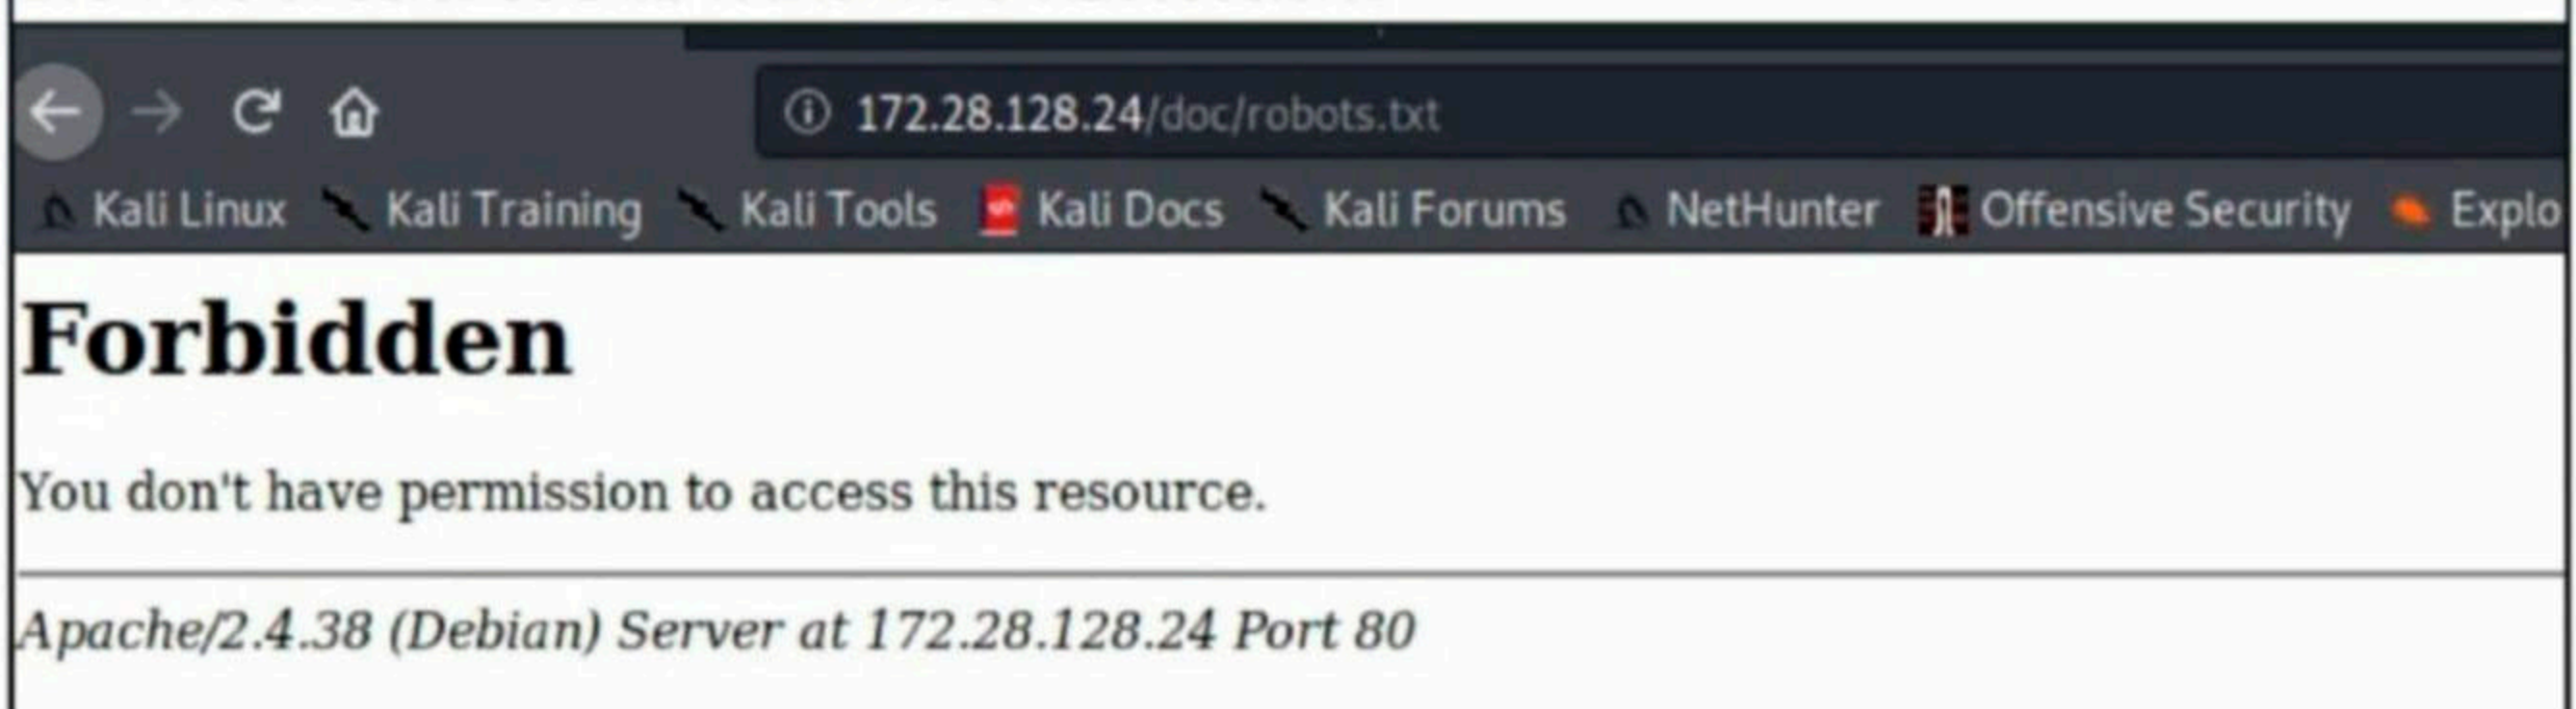 172.28.128.24/doc/robots.txt
Kali Linux Kali Training Kali Tools Kali Docs Kali Forums NetHunter Offensive Security Explo
Forbidden
You don't have permission to access this resource.
Apache/2.4.38 (Debian) Server at 172.28.128.24 Port 80